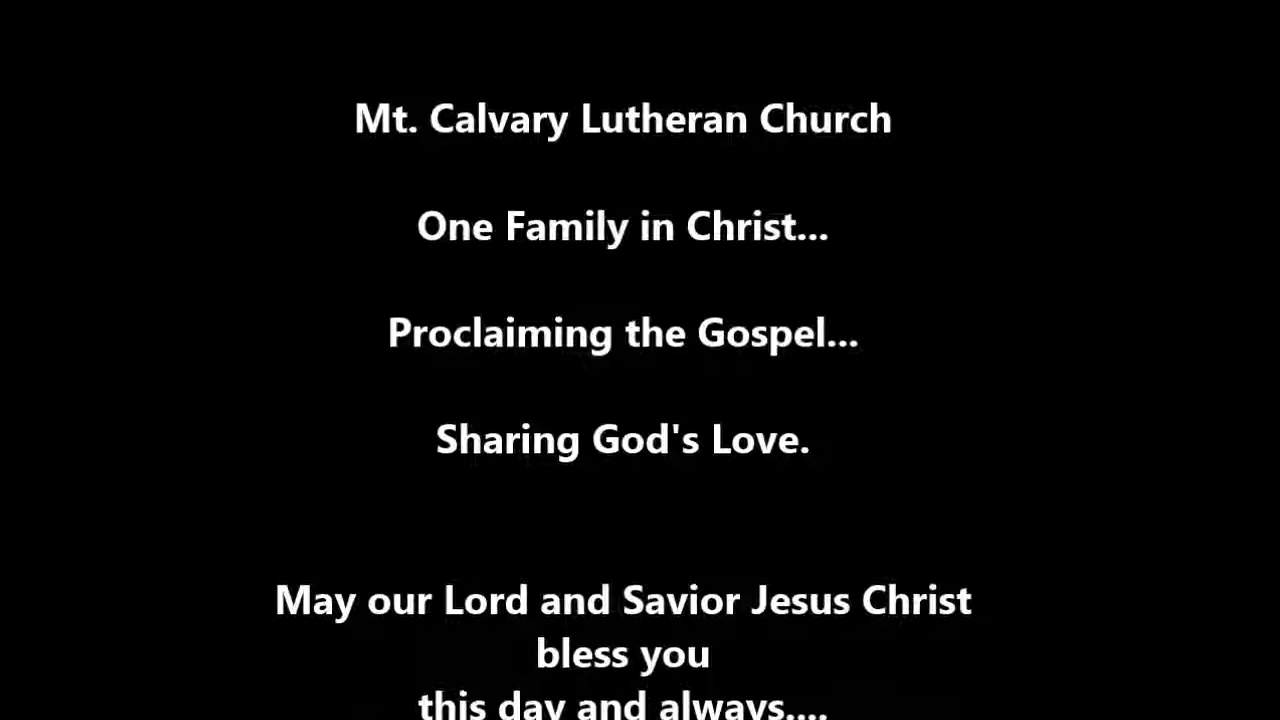 Mt. Calvary Lutheran Church
One Family in Christ...
Proclaiming the Gospel...
Sharing God's Love.
May our Lord and Savior Jesus Christ
bless you
this day and always....